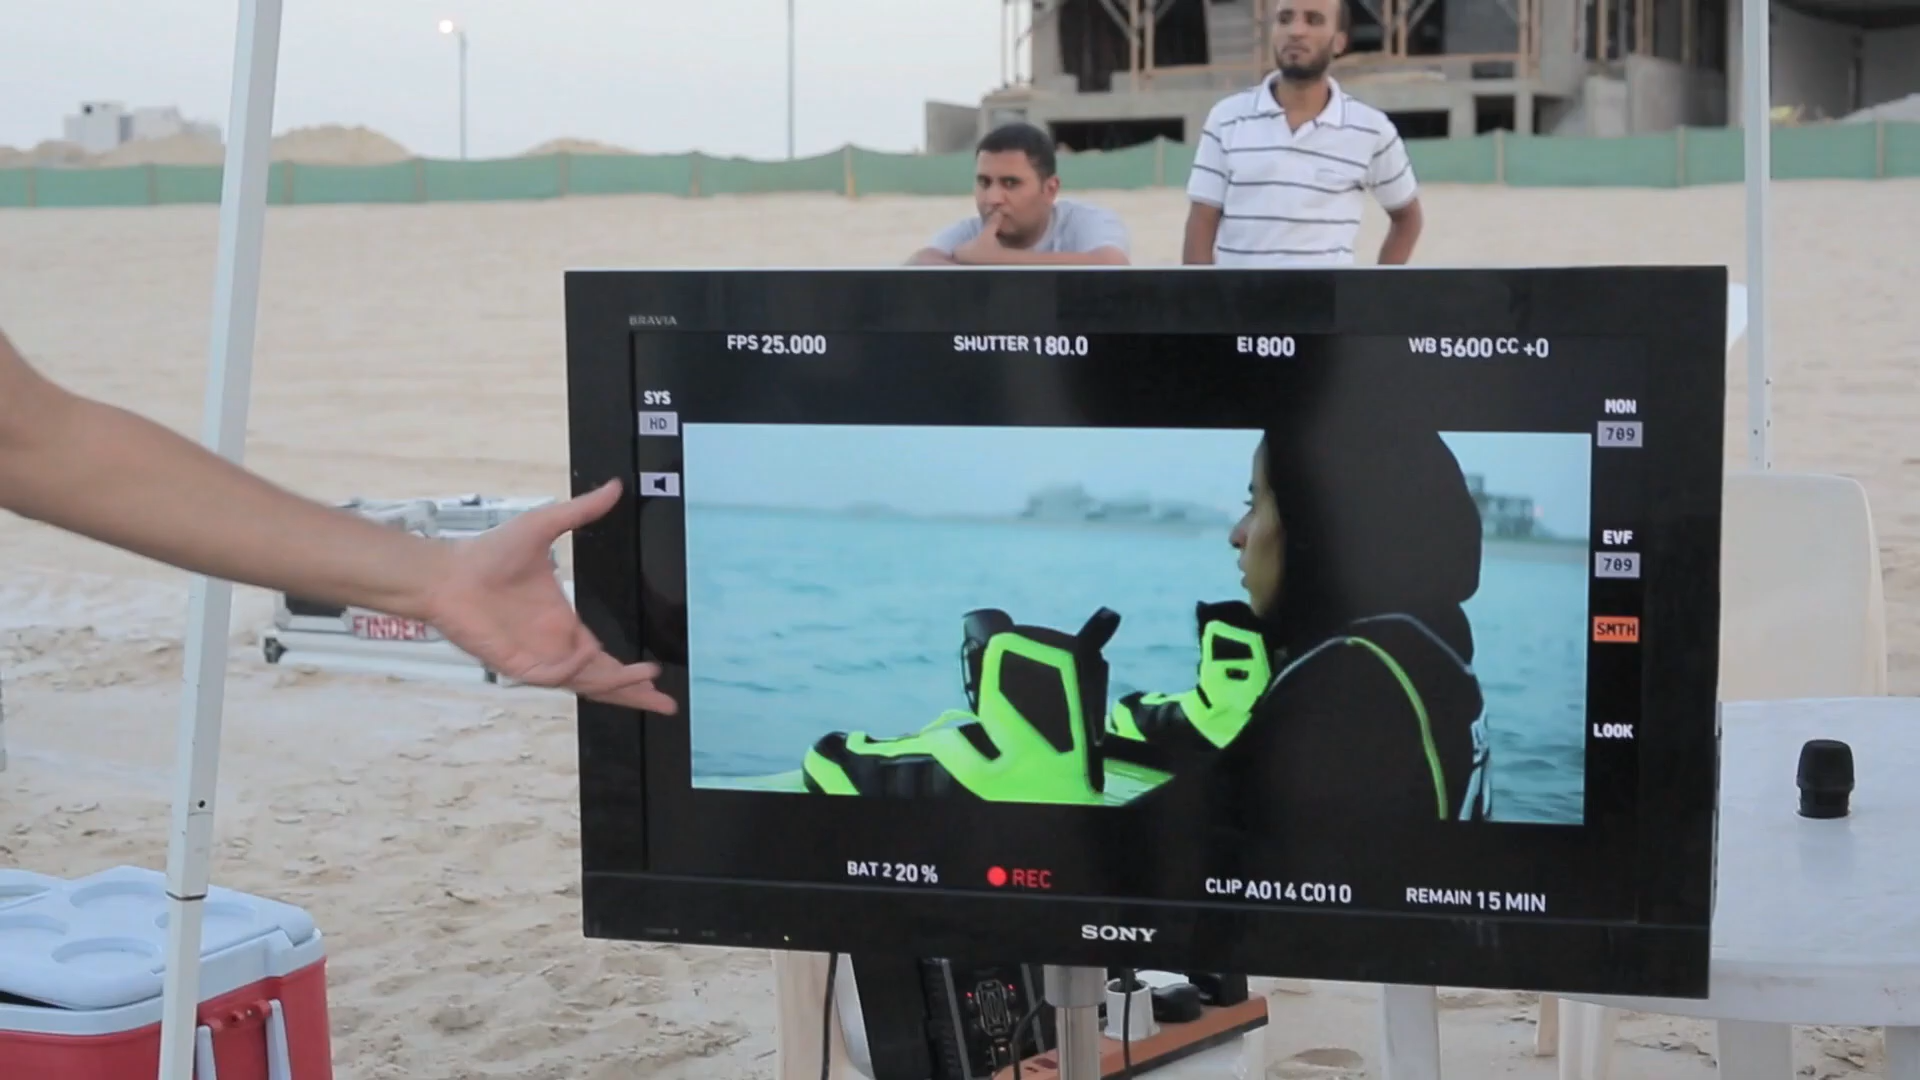 BRAVIA
FPS 25.000 SHUTTER 180.0 EI 800 WB 5600 CC +0
SYS
HD
MON
709
EVF
709
SMTH
LOOK
FINDER
BAT 2 20 % REC CLIP A014 C010 REMAIN 15 MIN
SONY